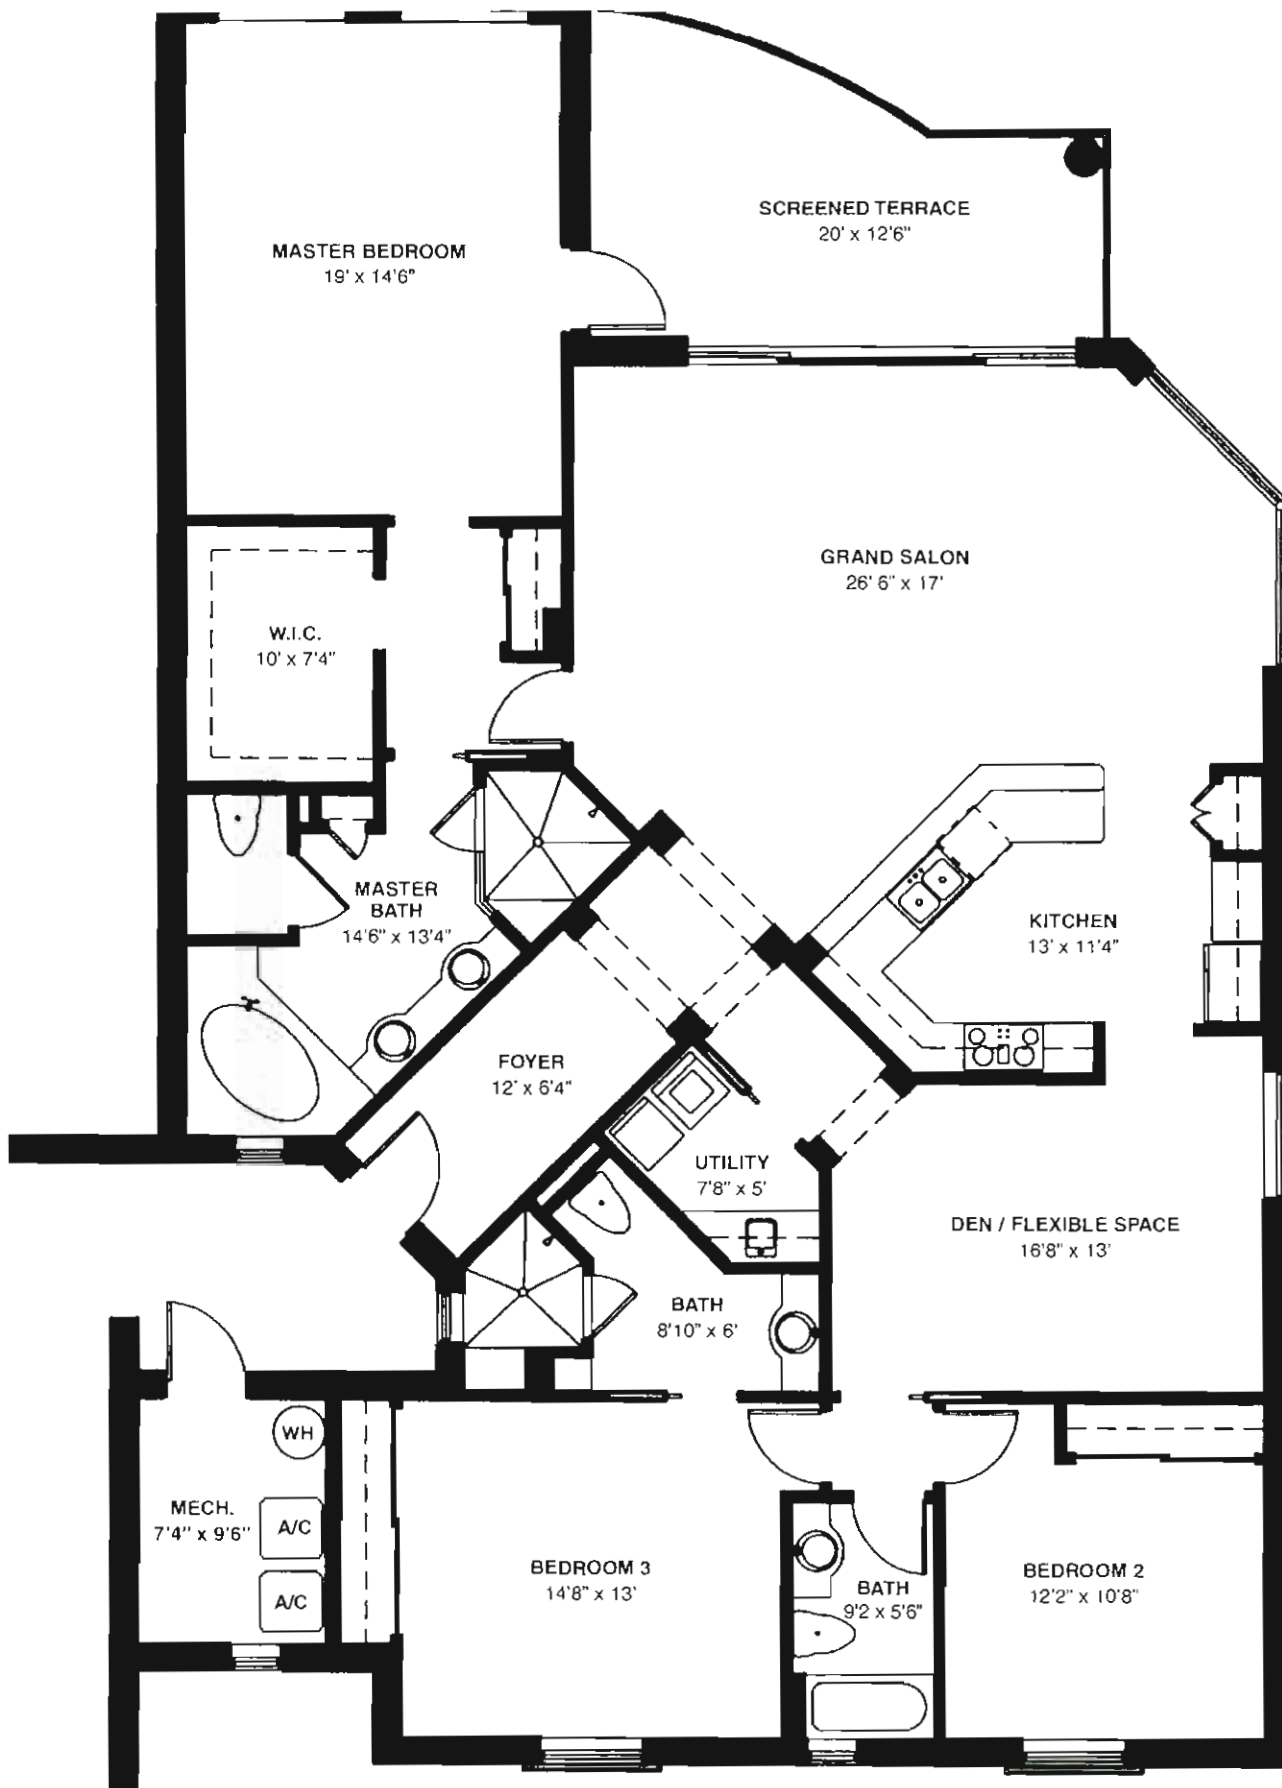 SCREENED TERRACE
20' x 12'6"
MASTER BEDROOM
19' x 14'6"
GRAND SALON
26' 6" x 17'
W.I.C.
10' x 7'4"
MASTER
BATH
14'6" x 13'4"
KITCHEN
13' x 11'4"
FOYER
12' x 6'4"
UTILITY
7'8" x 5'
DEN / FLEXIBLE SPACE
16'8" x 13'
BATH
8'10" x 6'
WH
MECH.
7'4" x 9'6"
A/C
A/C
BEDROOM 3
14'8" x 13'
BATH
9'2 x 5'6"
BEDROOM 2
12'2" x 10'8"